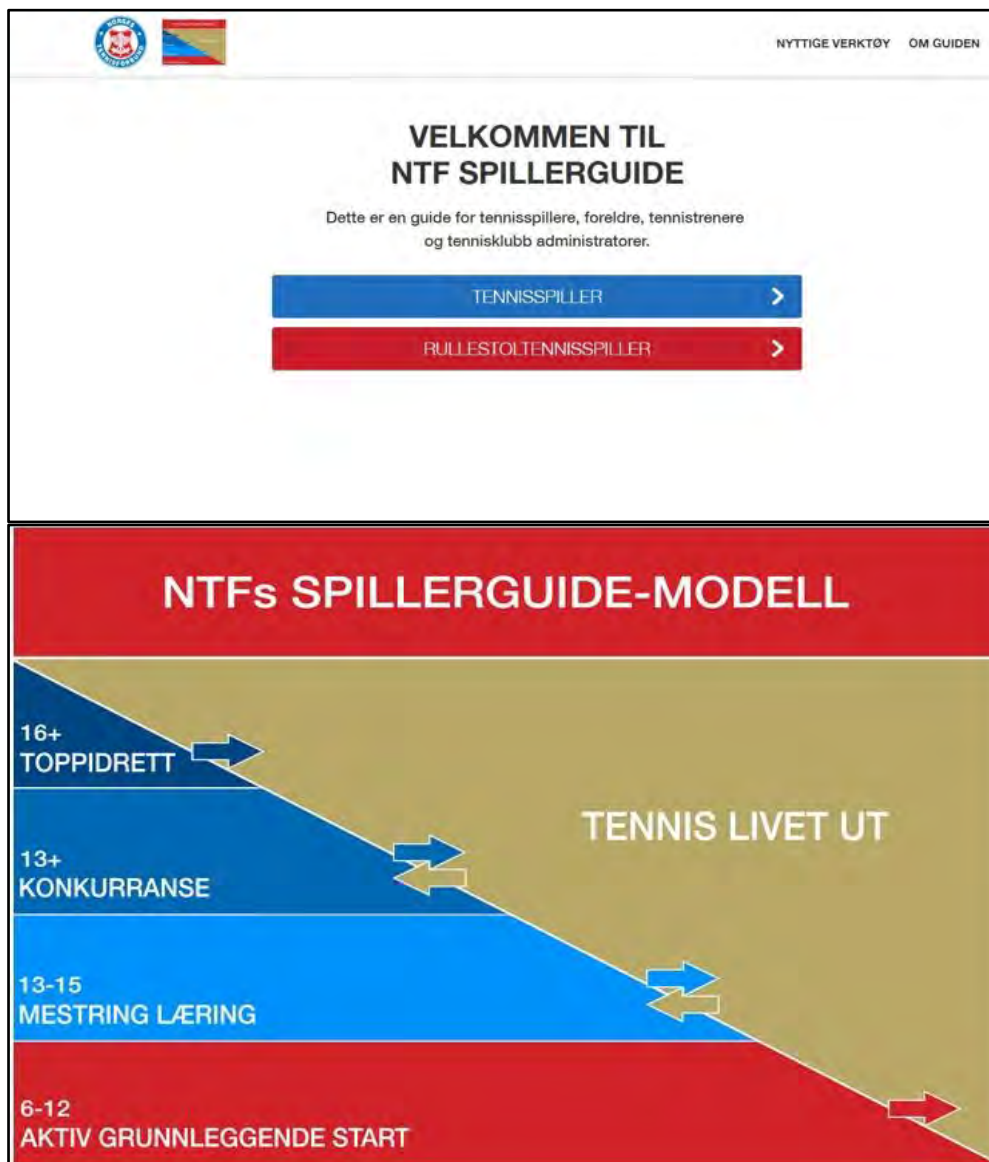 NORGES
TENNISFORBUND
NYTTIGE VERKTØY OM GUIDEN
VELKOMMEN TIL
NTF SPILLERGUIDE
Dette er en guide for tennisspillere, foreldre, tennistrenere
og tennisklubb administratorer.
TENNISSPILLER
RULLESTOLTENNISSPILLER
NTFs SPILLERGUIDE-MODELL
16+
TOPPIDRETT
TENNIS LIVET UT
13+
KONKURRANSE
13-15
MESTRING LÆRING
6-12
AKTIV GRUNNLEGGENDE START